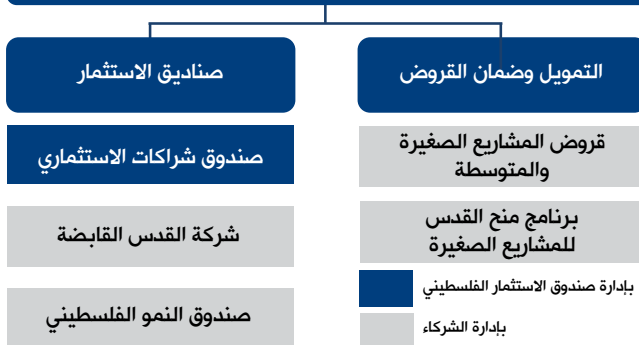 التمويل وضمان القروض
صناديق الاستثمار
قروض المشاريع الصغيرة
والمتوسطة
صندوق شراكات الاستثماري
برنامج منح القدس
للمشاريع الصغيرة
شركة القدس القابضة
بإدارة صندوق الاستثمار الفلسطيني
صندوق النمو الفلسطيني
بإدارة الشركاء